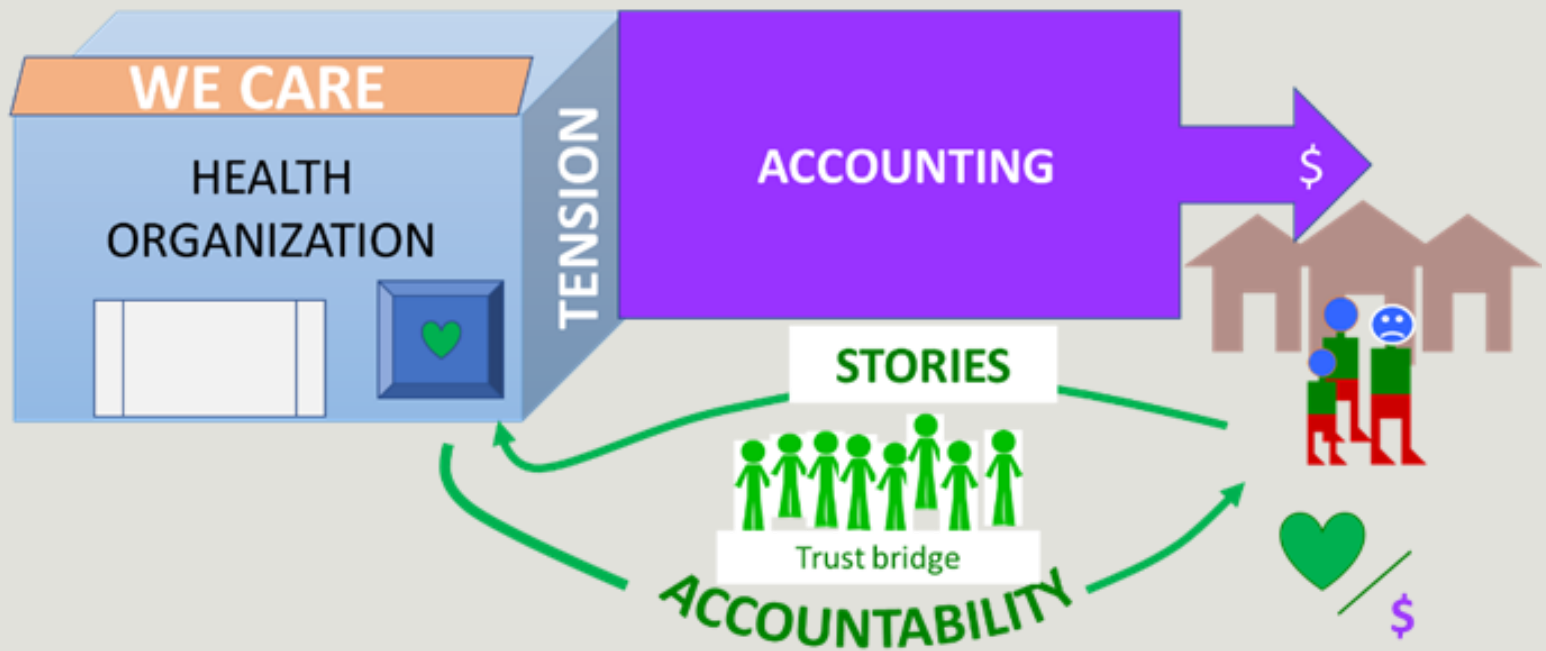 WE CARE
HEALTH
ORGANIZATION
TENSION
ACCOUNTING
$
STORIES
Trust bridge
ACCOUNTABILITY
$